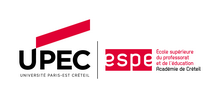 UPEC
UNIVERSITÉ PARIS-EST CRÉTEIL
espe
École supérieure
du professorat
et de l'éducation
Académie de Créteil